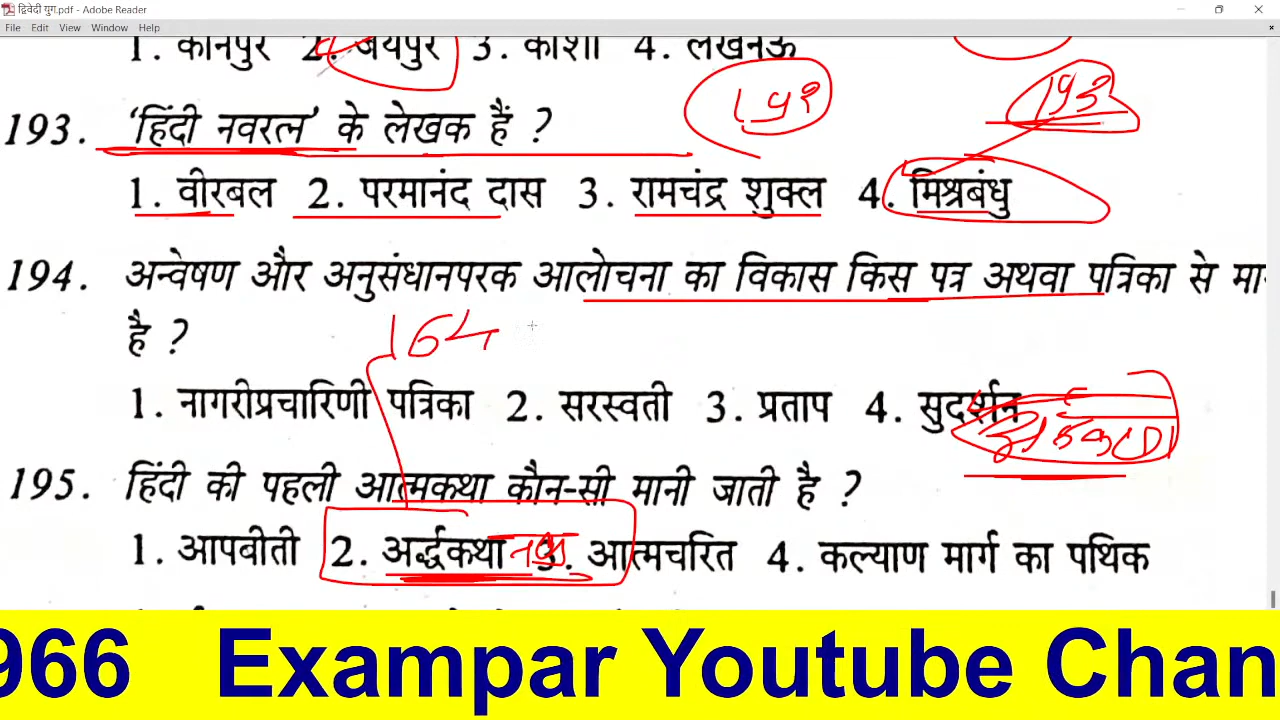 द्विवेदी युग.pdf - Adobe Reader
File Edit View Window Help
1. कानपुर 2. जयपुर 3. काशी 4. लखनऊ
193. ‘हिंदी नवरत्न’ के लेखक हैं ?
1. वीरबल 2. परमानंद दास 3. रामचंद्र शुक्ल 4. मिश्रबंधु
194. अन्वेषण और अनुसंधानपरक आलोचना का विकास किस पत्र अथवा पत्रिका से मा
है ?
164
1. नागरीप्रचारिणी पत्रिका 2. सरस्वती 3. प्रताप 4. सुदर्शन
195. हिंदी की पहली आत्मकथा कौन-सी मानी जाती है ?
1. आपबीती 2. अर्द्धकथा 3. आत्मचरित 4. कल्याण मार्ग का पथिक
966 Exampar Youtube Chan